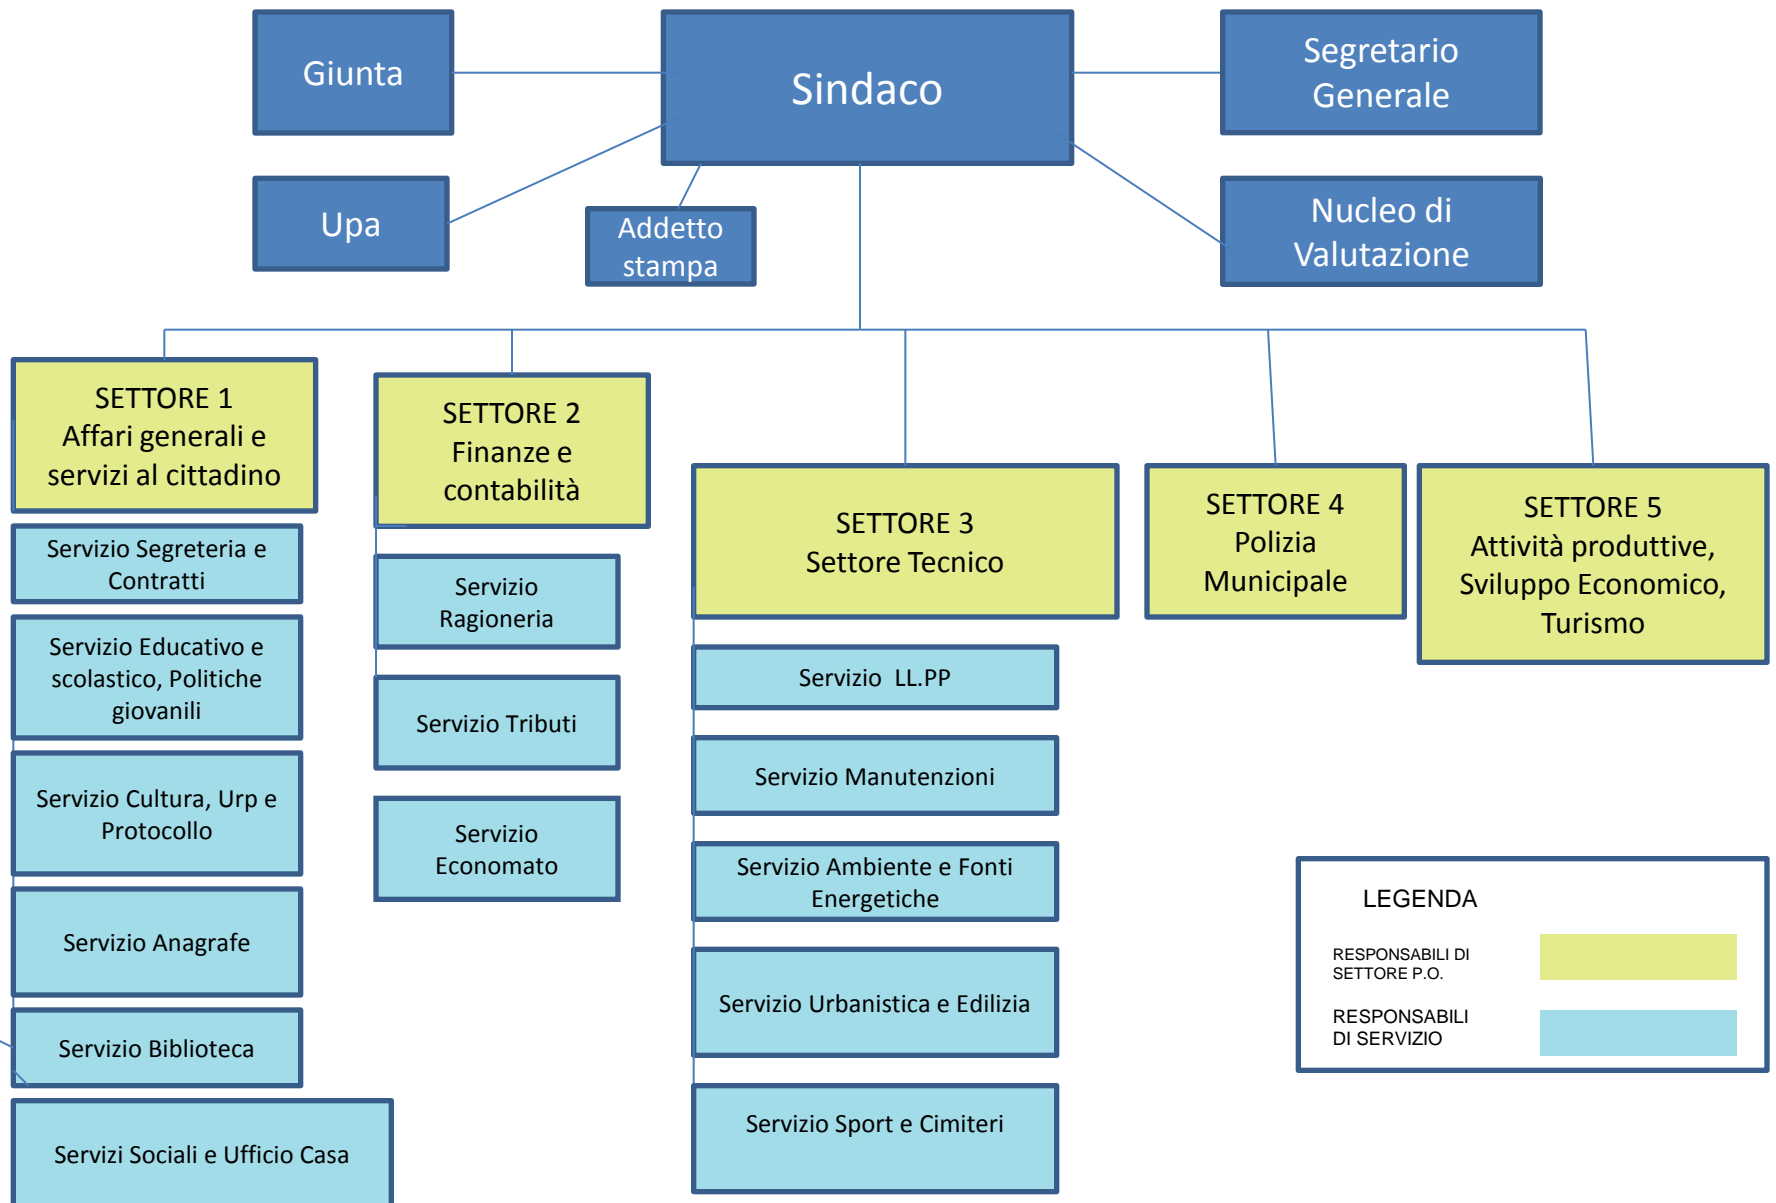 Giunta
Sindaco
Segretario
Generale
Upa
Addetto
stampa
Nucleo di
Valutazione
SETTORE 1
Affari generali e
servizi al cittadino
Servizio Segreteria e
Contratti
Servizio Educativo e
scolastico, Politiche
giovanili
Servizio Cultura, Urp e
Protocollo
Servizio Anagrafe
Servizio Biblioteca
Servizi Sociali e Ufficio Casa
SETTORE 2
Finanze e
contabilità
Servizio
Ragioneria
Servizio Tributi
Servizio
Economato
SETTORE 3
Settore Tecnico
Servizio LL.PP
Servizio Manutenzioni
Servizio Ambiente e Fonti
Energetiche
Servizio Urbanistica e Edilizia
Servizio Sport e Cimiteri
SETTORE 4
Polizia
Municipale
SETTORE 5
Attività produttive,
Sviluppo Economico,
Turismo
LEGENDA
RESPONSABILI DI
SETTORE P.O.
RESPONSABILI
DI SERVIZIO